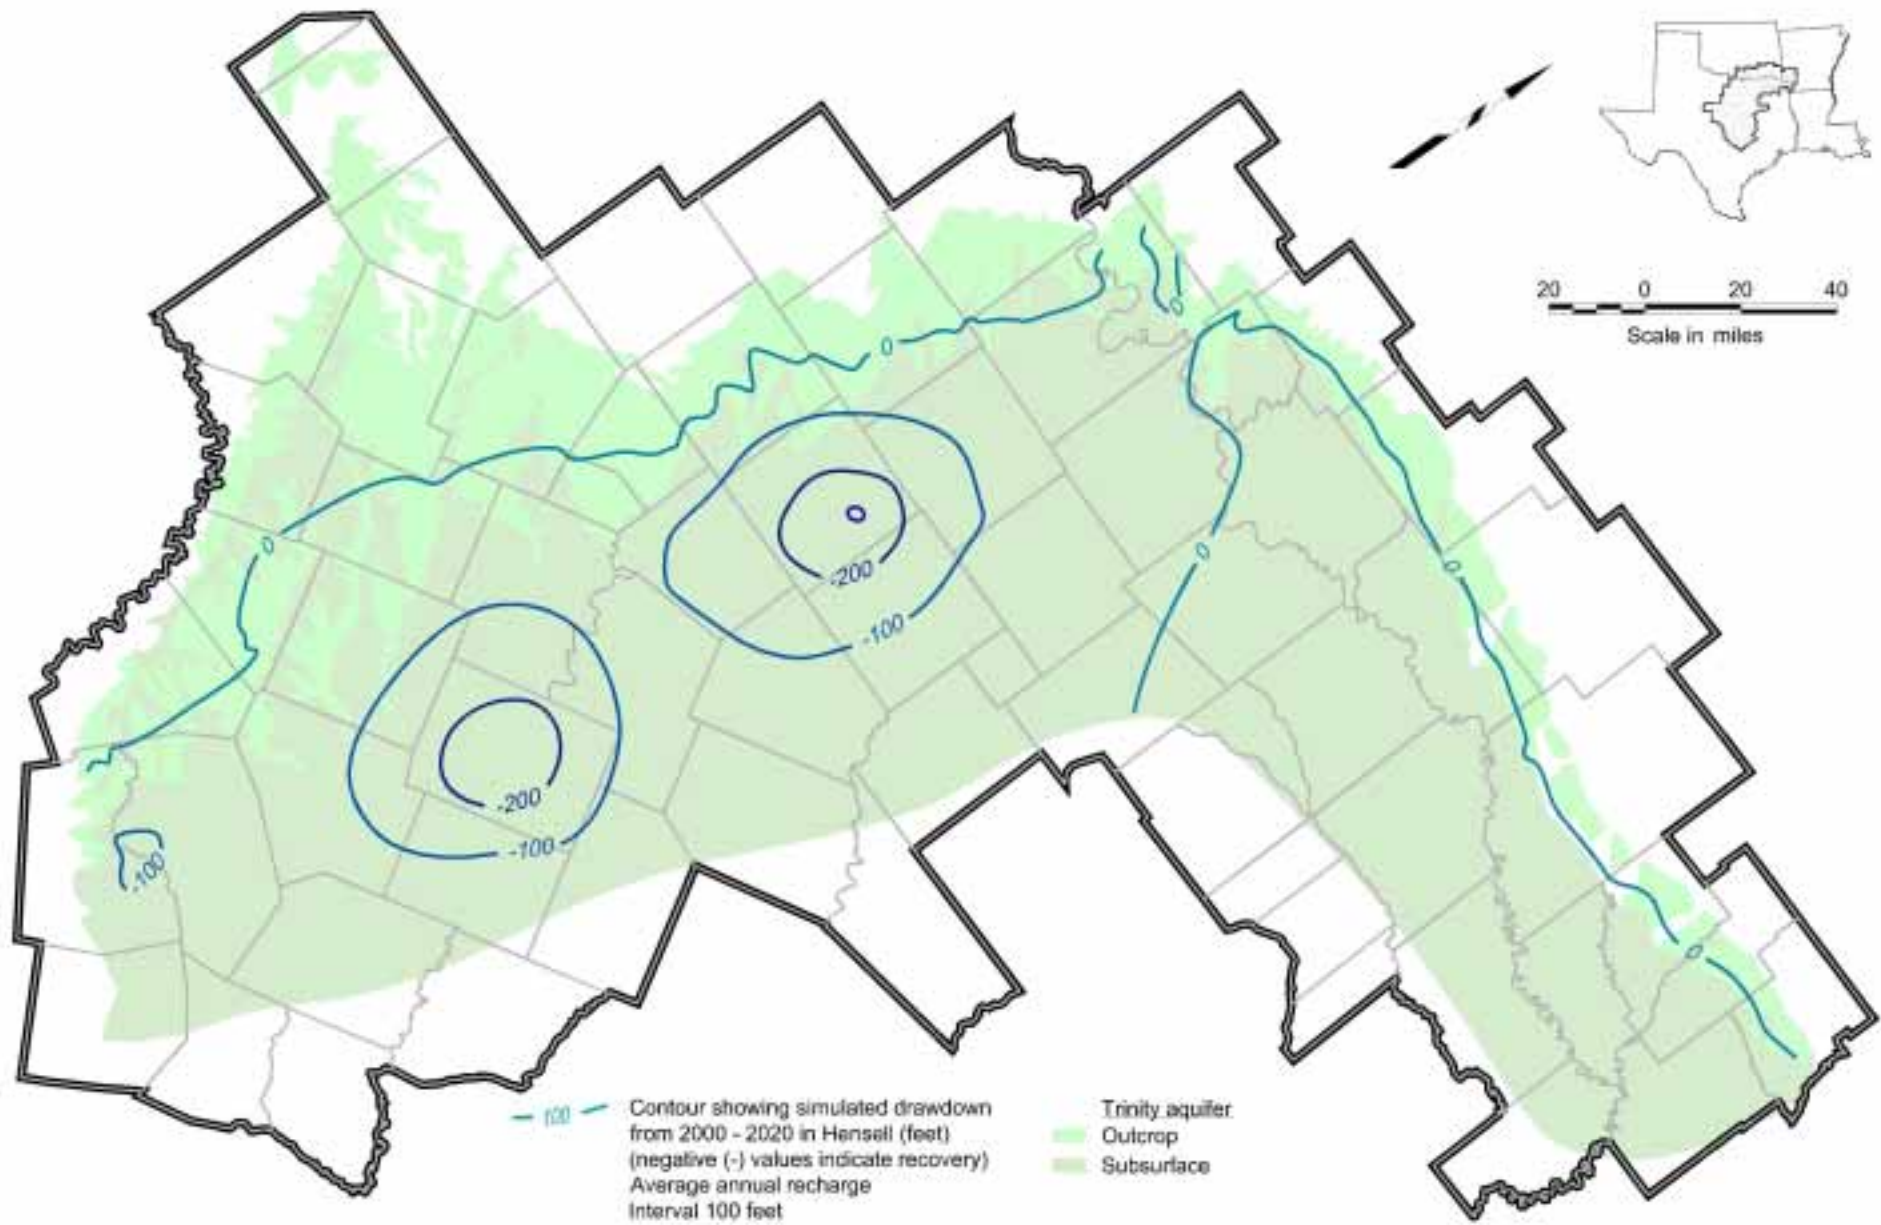 20 0 20 40
Scale in miles
0
0
0
0
0
0
-200
-100
-200
-100
-100
100
Contour showing simulated drawdown
from 2000 - 2020 in Hensell (feet)
(negative (-) values indicate recovery)
Average annual recharge
Interval 100 feet
Trinity aquifer
Outcrop
Subsurface